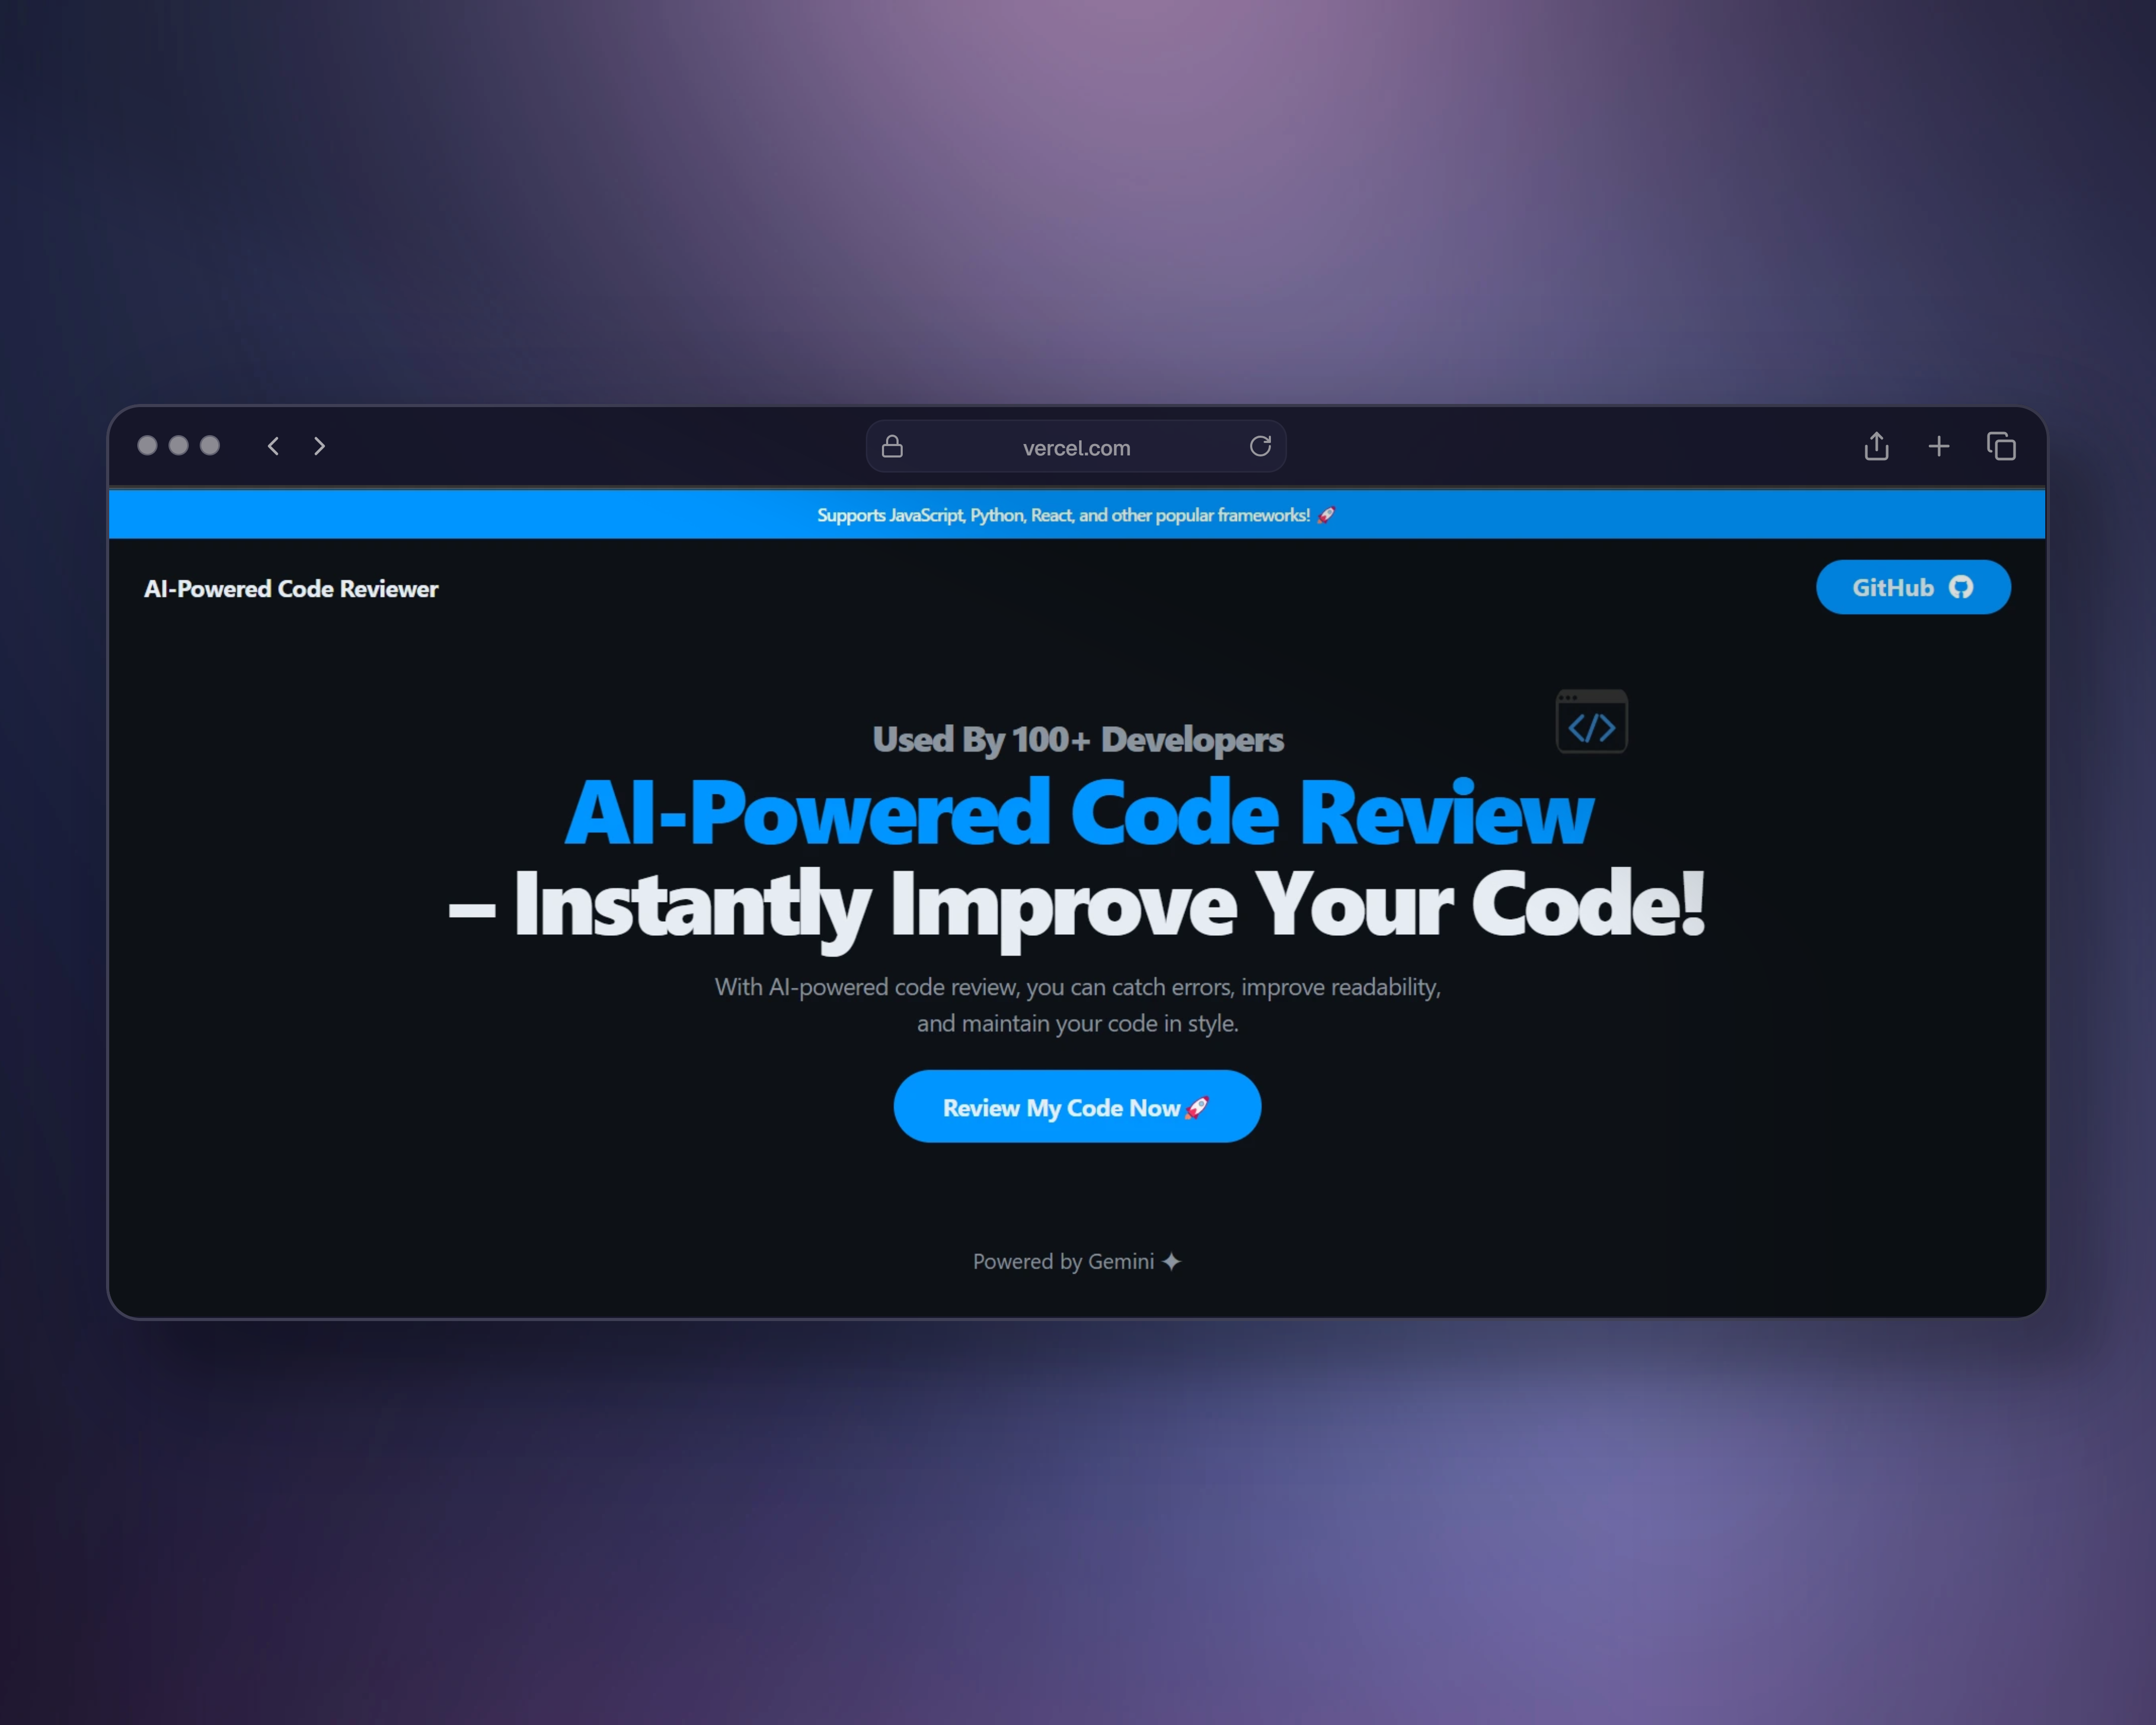 vercel.com
Supports JavaScript, Python, React, and other popular frameworks! 🚀
AI-Powered Code Reviewer
GitHub
</>
Used By 100+ Developers
AI-Powered Code Review
– Instantly Improve Your Code!
With AI-powered code review, you can catch errors, improve readability,
and maintain your code in style.
Review My Code Now🚀
Powered by Gemini ✦